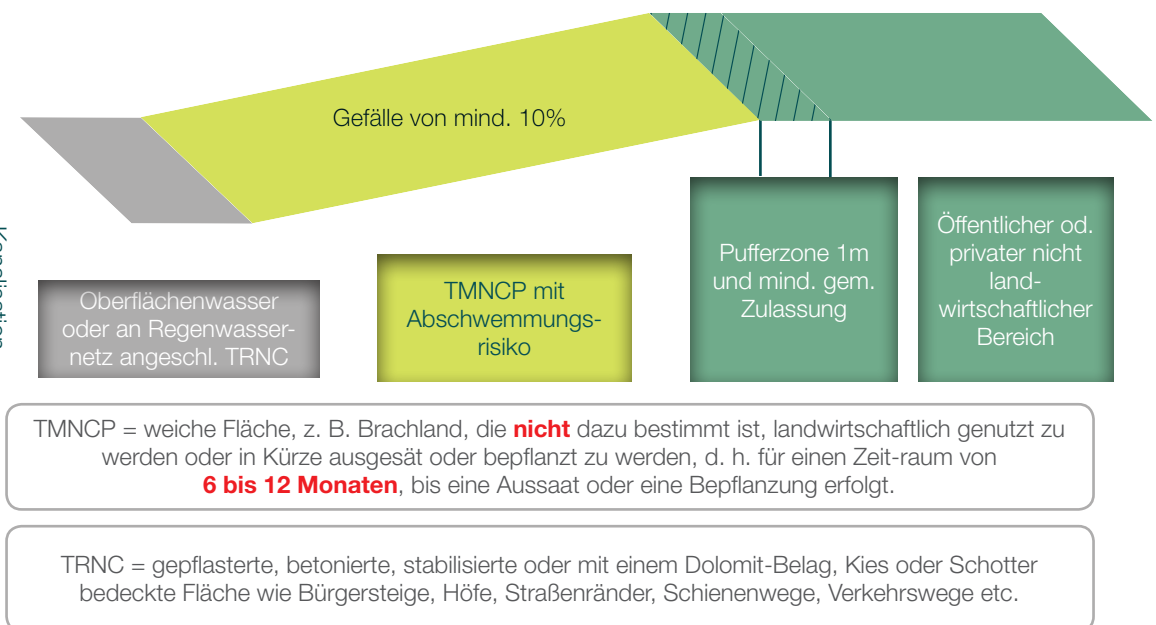 Gefälle von mind. 10%
Kanalisation
Oberflächenwasser
oder an Regenwasser-
netz angeschl. TRNC
TMNCP mit
Abschwemmungs-
risiko
Pufferzone 1m
und mind. gem.
Zulassung
Öffentlicher od.
privater nicht
land-
wirtschaftlicher
Bereich
TMNCP = weiche Fläche, z. B. Brachland, die nicht dazu bestimmt ist, landwirtschaftlich genutzt zu
werden oder in Kürze ausgesät oder bepflanzt zu werden, d. h. für einen Zeit-raum von
6 bis 12 Monaten, bis eine Aussaat oder eine Bepflanzung erfolgt.
TRNC = gepflasterte, betonierte, stabilisierte oder mit einem Dolomit-Belag, Kies oder Schotter
bedeckte Fläche wie Bürgersteige, Höfe, Straßenränder, Schienenwege, Verkehrswege etc.